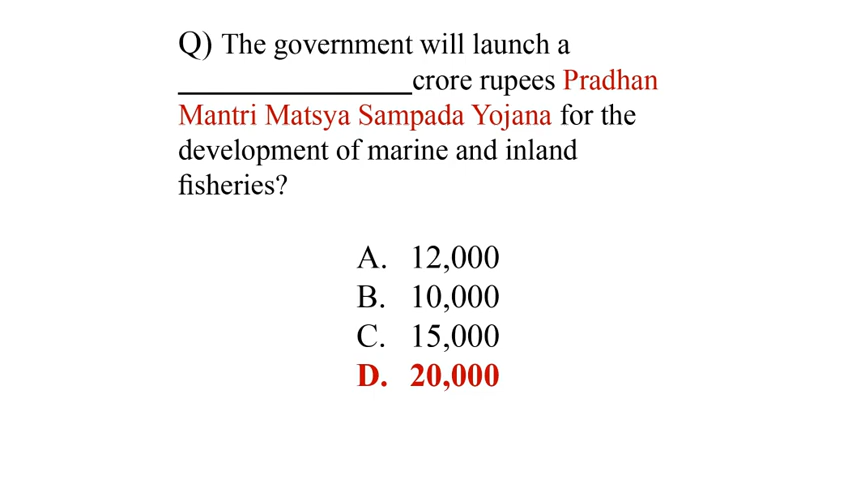 Q) The government will launch a
________________crore rupees Pradhan
Mantri Matsya Sampada Yojana for the
development of marine and inland
fisheries?
A. 12,000
B. 10,000
C. 15,000
D. 20,000